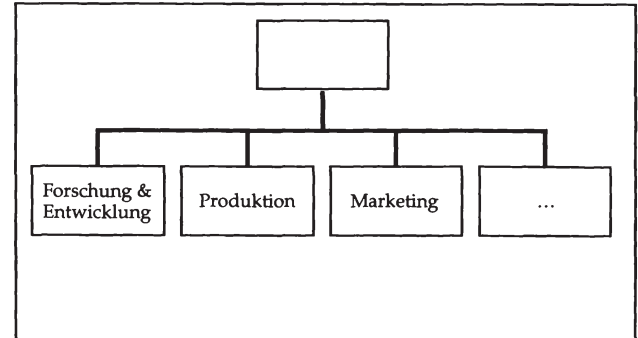 Forschung &
Entwicklung
Produktion
Marketing
...